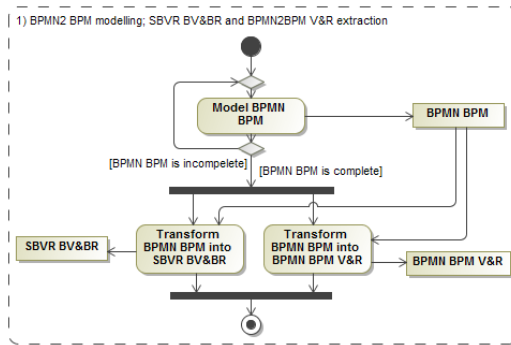 1) BPMN2 BPM modelling; SBVR BV&BR and BPMN2BPM V&R extraction
Model BPMN
BPM
BPMN BPM
[BPMN BPM is incompelete]
[BPMN BPM is complete]
SBVR BV&BR
Transform
BPMN BPM into
SBVR BV&BR
Transform
BPMN BPM into
BPMN BPM V&R
BPMN BPM V&R